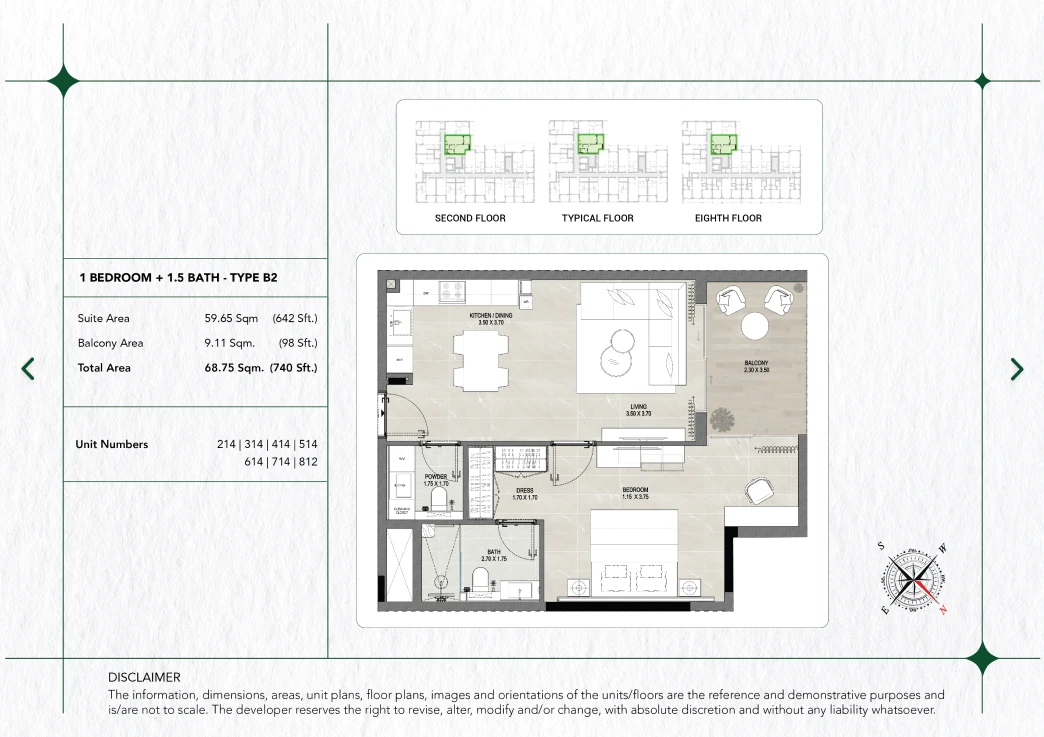 SECOND FLOOR
TYPICAL FLOOR
EIGHTH FLOOR
1 BEDROOM + 1.5 BATH - TYPE B2
Suite Area 59.65 Sqm (642 Sft.)
Balcony Area 9.11 Sqm. (98 Sft.)
Total Area 68.75 Sqm. (740 Sft.)
Unit Numbers 214 | 314 | 414 | 514
614 | 714 | 812
KITCHEN / DINING
3.50 X 3.70
BALCONY
2.30 X 3.50
LIVING
3.50 X 3.70
POWDER
1.75 X 1.70
DRESS
1.70 X 1.70
BEDROOM
1:15 X 3.75
BATH
2.70 X 1.75
CLEANING
CLOSET
S
W
E
N
DISCLAIMER
The information, dimensions, areas, unit plans, floor plans, images and orientations of the units/floors are the reference and demonstrative purposes and
is/are not to scale. The developer reserves the right to revise, alter, modify and/or change, with absolute discretion and without any liability whatsoever.